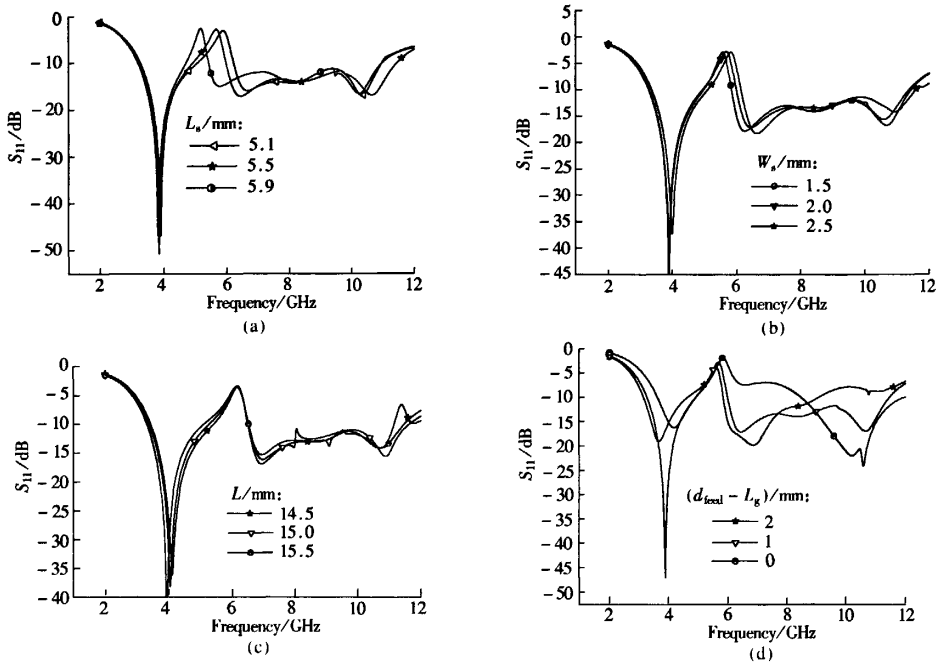 0
−10
−20
−30
−40
−50
S₁₁/dB
Lₛ/mm:
5.1
5.5
5.9
2 4 6 8 10 12
Frequency/GHz
(a)
5
0
−5
−10
−15
−20
−25
−30
−35
−40
−45
S₁₁/dB
Wₛ/mm:
1.5
2.0
2.5
2 4 6 8 10 12
Frequency/GHz
(b)
0
−5
−10
−15
−20
−25
−30
−35
−40
S₁₁/dB
L/mm:
14.5
15.0
15.5
2 4 6 8 10 12
Frequency/GHz
(c)
0
−5
−10
−15
−20
−25
−30
−35
−40
−45
−50
S₁₁/dB
(d_feed − L_g)/mm:
2
1
0
2 4 6 8 10 12
Frequency/GHz
(d)